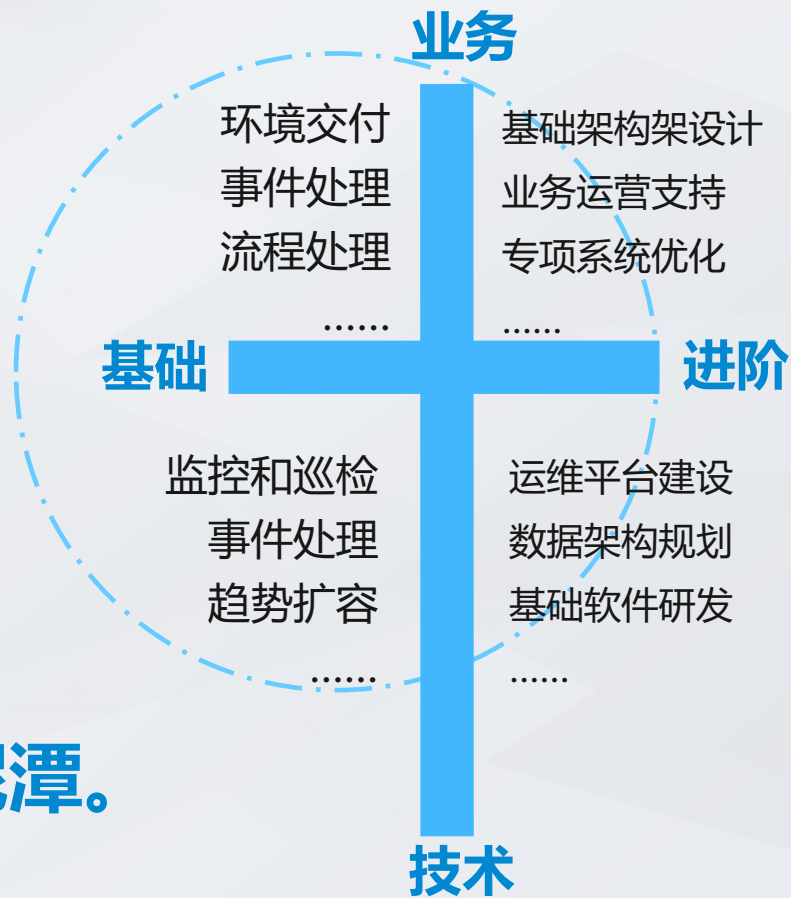 业务
环境交付
事件处理
流程处理
......
基础架构架设计
业务运营支持
专项系统优化
......
基础
进阶
监控和巡检
事件处理
趋势扩容
......
运维平台建设
数据架构规划
基础软件研发
......
潭。
技术